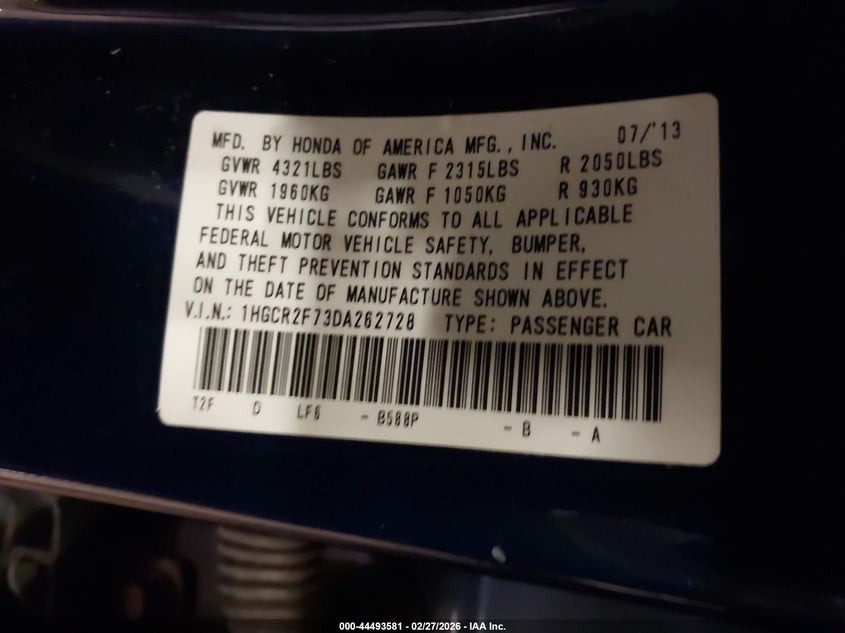 MFD. BY HONDA OF AMERICA MFG., INC. 07/'13
GVWR 4321LBS GAWR F 2315LBS R 2050LBS
GVWR 1960KG GAWR F 1050KG R 930KG
THIS VEHICLE CONFORMS TO ALL APPLICABLE
FEDERAL MOTOR VEHICLE SAFETY, BUMPER,
AND THEFT PREVENTION STANDARDS IN EFFECT
ON THE DATE OF MANUFACTURE SHOWN ABOVE.
V.I.N.: 1HGCR2F73DA262728 TYPE: PASSENGER CAR
T2F D LF6 - B588P - B - A
000-44493581 - 02/27/2026 - IAA Inc.